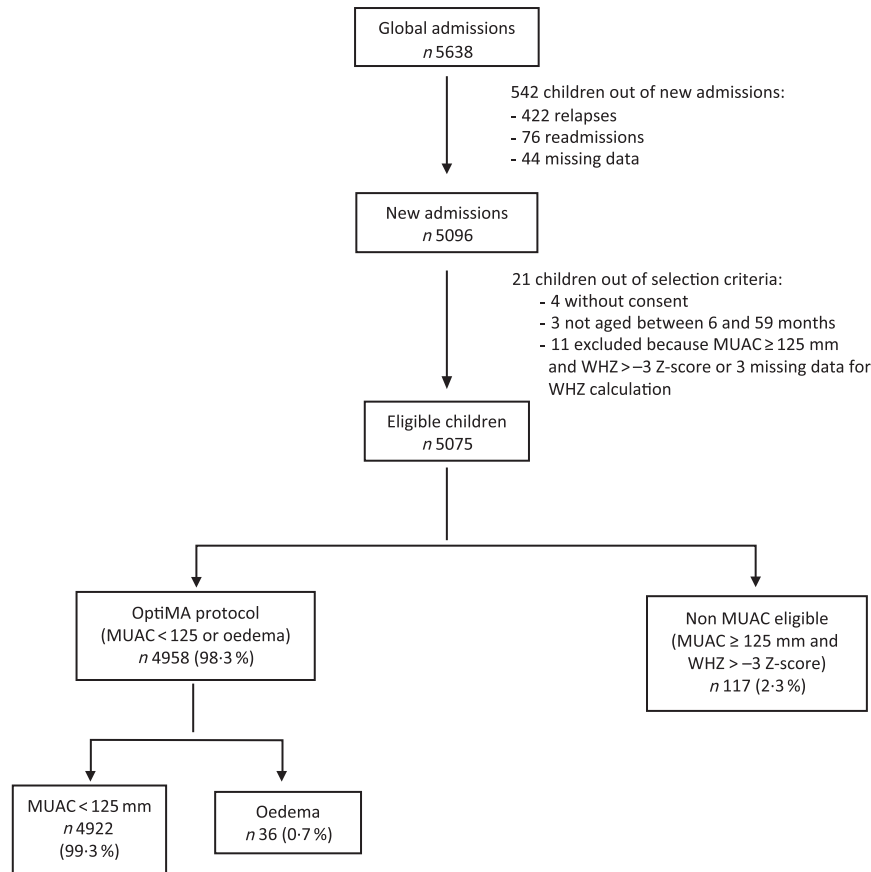 Global admissions
n 5638
542 children out of new admissions:
- 422 relapses
- 76 readmissions
- 44 missing data
New admissions
n 5096
21 children out of selection criteria:
- 4 without consent
- 3 not aged between 6 and 59 months
- 11 excluded because MUAC ≥ 125 mm
and WHZ > –3 Z-score or 3 missing data for
WHZ calculation
Eligible children
n 5075
OptiMA protocol
(MUAC < 125 or oedema)
n 4958 (98·3 %)
Non MUAC eligible
(MUAC ≥ 125 mm and
WHZ > –3 Z-score)
n 117 (2·3 %)
MUAC < 125 mm
n 4922
(99·3 %)
Oedema
n 36 (0·7 %)